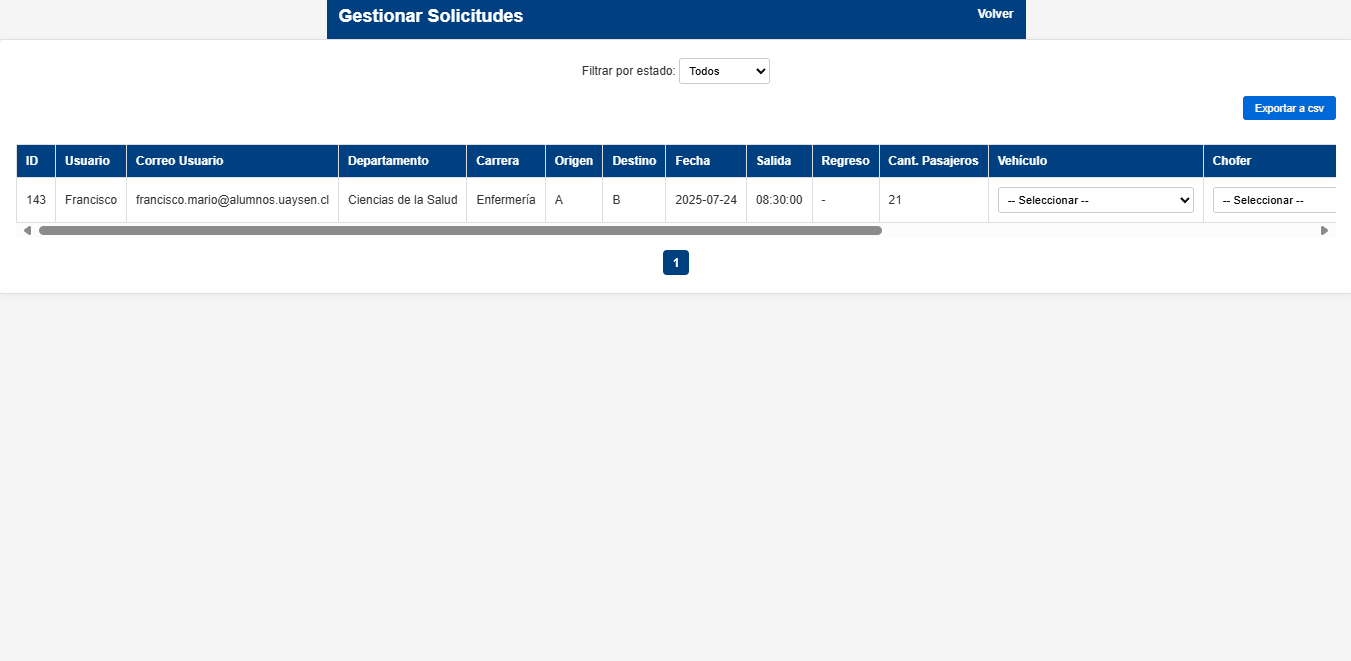 Gestionar Solicitudes Volver
Filtrar por estado: Todos
Exportar a csv
ID Usuario Correo Usuario Departamento Carrera Origen Destino Fecha Salida Regreso Cant. Pasajeros Vehículo Chofer
143 Francisco francisco.mario@alumnos.uaysen.cl Ciencias de la Salud Enfermería A B 2025-07-24 08:30:00 - 21 -- Seleccionar -- -- Seleccionar --
1